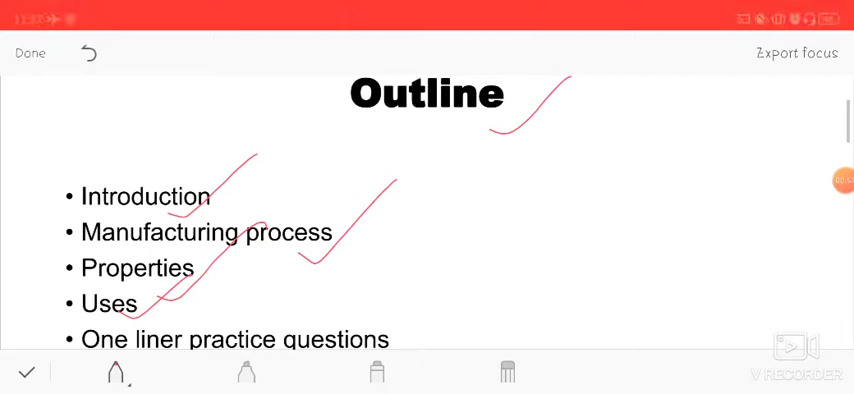 Done
Export focus
Outline
• Introduction
• Manufacturing process
• Properties
• Uses
• One liner practice questions
V RECORDER